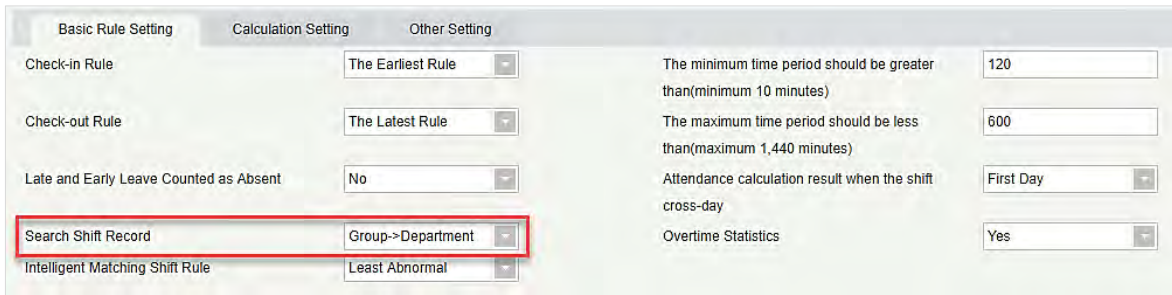 Basic Rule Setting Calculation Setting Other Setting
Check-in Rule The Earliest Rule The minimum time period should be greater 120
than(minimum 10 minutes)
Check-out Rule The Latest Rule The maximum time period should be less 600
than(maximum 1,440 minutes)
Late and Early Leave Counted as Absent No Attendance calculation result when the shift First Day
cross-day
Search Shift Record Group->Department Overtime Statistics Yes
Intelligent Matching Shift Rule Least Abnormal